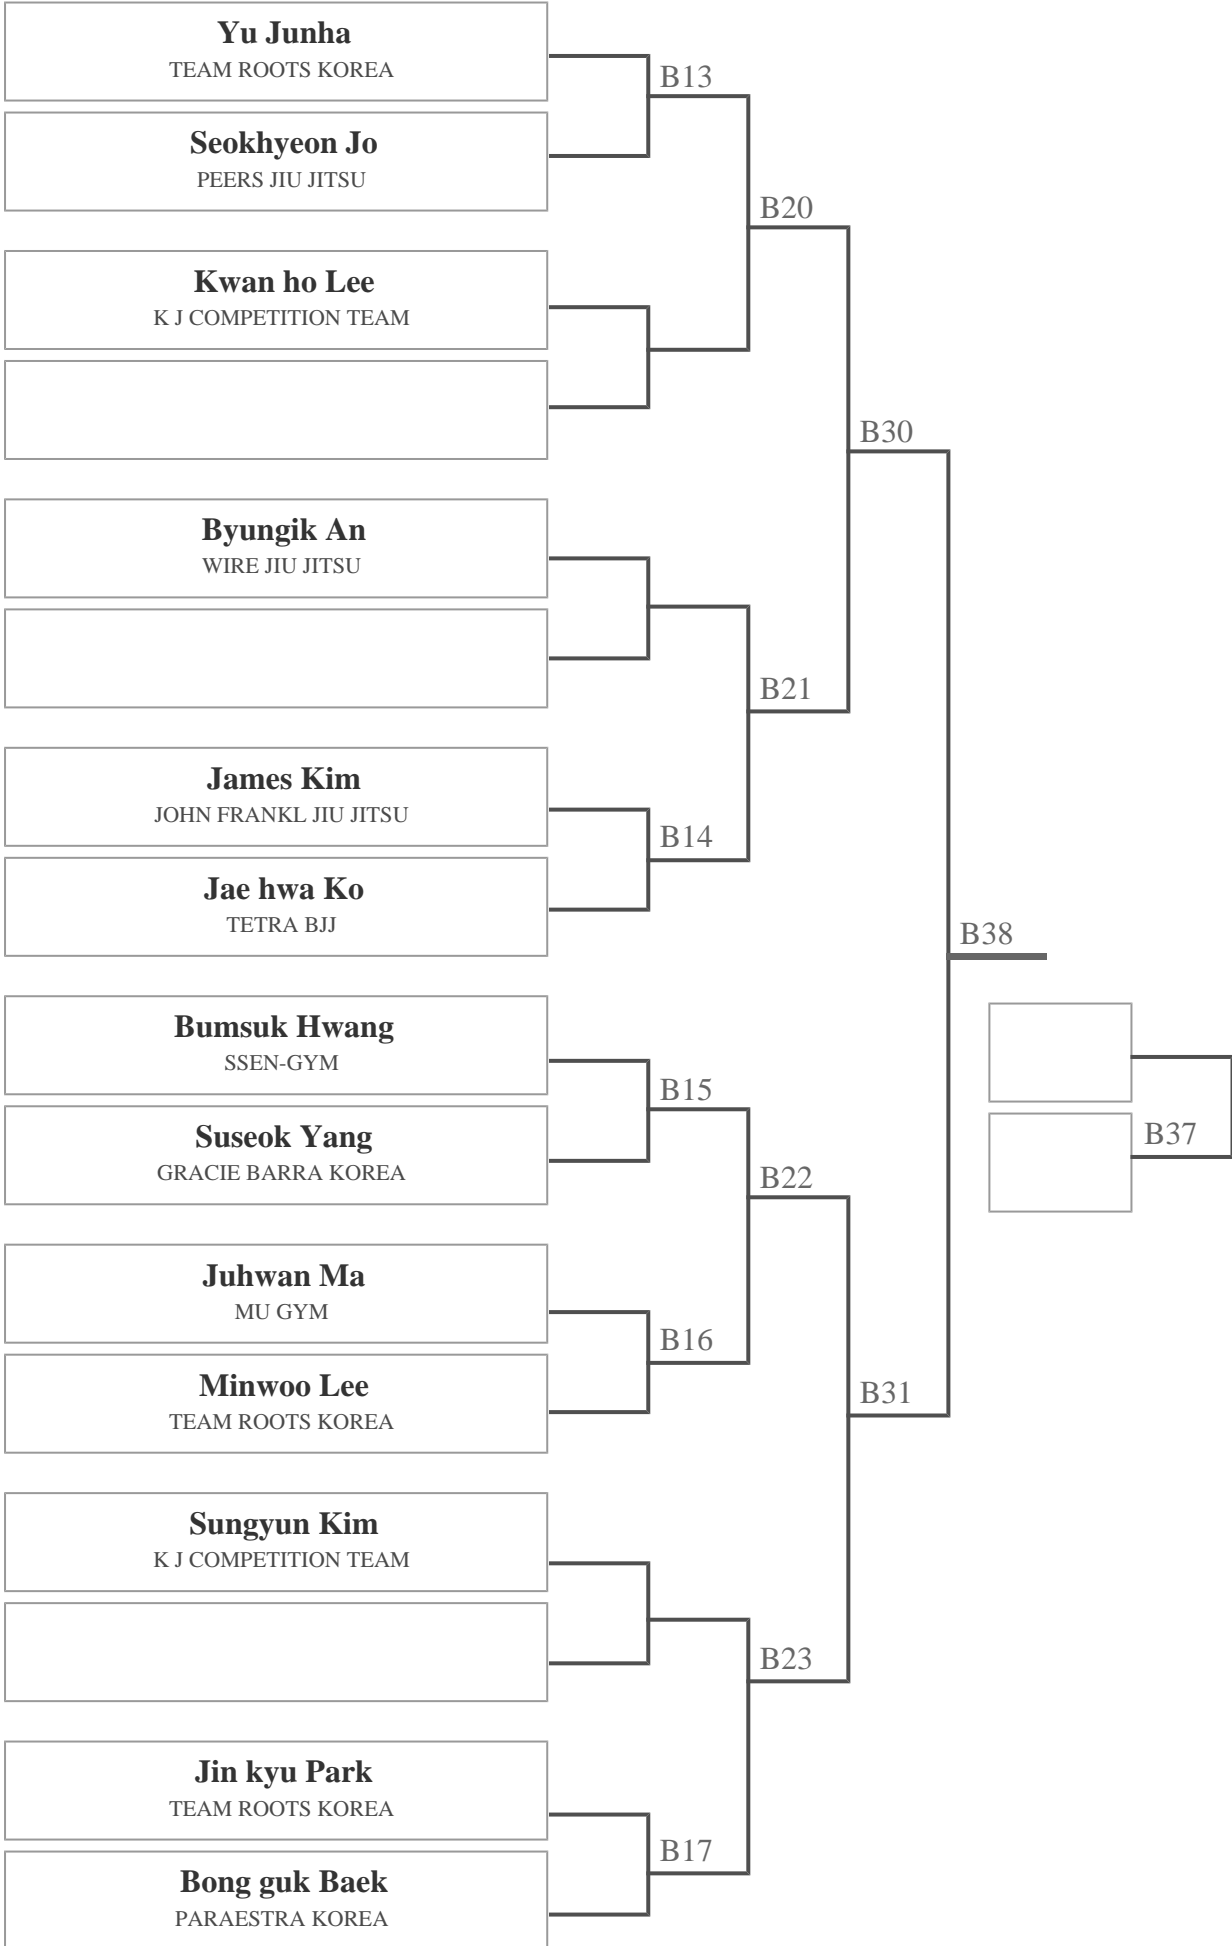 Yu Junha
TEAM ROOTS KOREA
B13
Seokhyeon Jo
PEERS JIU JITSU
B20
Kwan ho Lee
K J COMPETITION TEAM
B30
Byungik An
WIRE JIU JITSU
B21
James Kim
JOHN FRANKL JIU JITSU
B14
Jae hwa Ko
TETRA BJJ
B38
Bumsuk Hwang
SSEN-GYM
B15
Suseok Yang
GRACIE BARRA KOREA
B37
B22
Juhwan Ma
MU GYM
B16
Minwoo Lee
TEAM ROOTS KOREA
B31
Sungyun Kim
K J COMPETITION TEAM
B23
Jin kyu Park
TEAM ROOTS KOREA
B17
Bong guk Baek
PARAESTRA KOREA